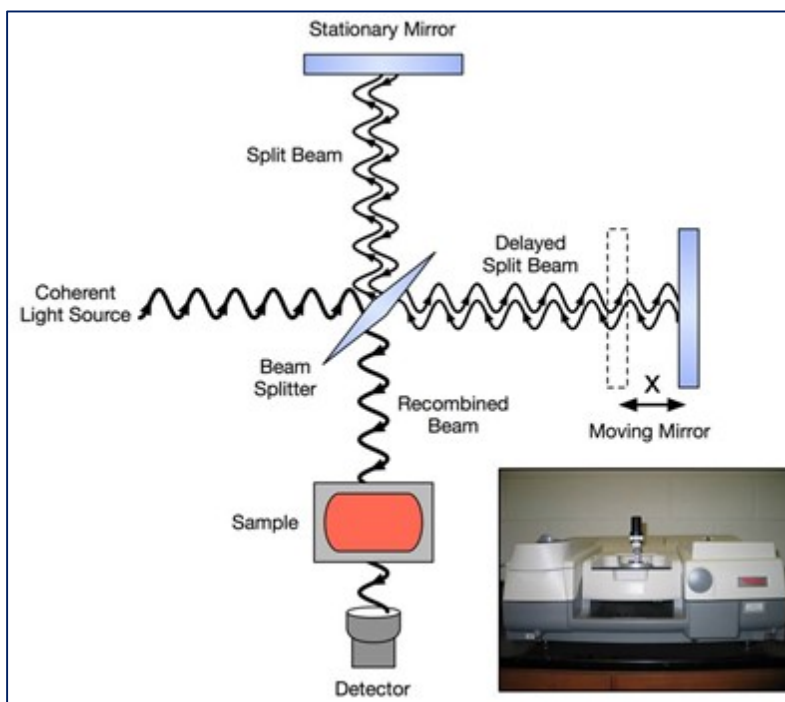 Stationary Mirror
Split Beam
Delayed
Split Beam
Coherent
Light Source
Beam
Splitter
Recombined
Beam
X
Moving Mirror
Sample
Detector